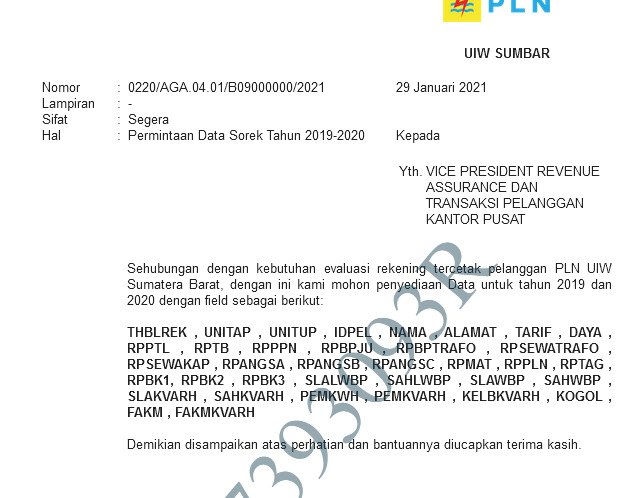 PLN
UIW SUMBAR
Nomor : 0220/AGA.04.01/B09000000/2021 29 Januari 2021
Lampiran : -
Sifat : Segera
Hal : Permintaan Data Sorek Tahun 2019-2020 Kepada
Yth. VICE PRESIDENT REVENUE
ASSURANCE DAN
TRANSAKSI PELANGGAN
KANTOR PUSAT
Sehubungan dengan kebutuhan evaluasi rekening tercetak pelanggan PLN UIW
Sumatera Barat, dengan ini kami mohon penyediaan Data untuk tahun 2019 dan
2020 dengan field sebagai berikut:
THBLREK , UNITAP , UNITUP , IDPEL , NAMA , ALAMAT , TARIF , DAYA ,
RPPTL , RPTB , RPPPN , RPBPJU , RPBPTRAFO , RPSEWATRAFO ,
RPSEWAKAP , RPANGSA , RPANGSB , RPANGSC , RPMAT , RPPLN , RPTAG ,
RPBK1, RPBK2 , RPBK3 , SLALWBP , SAHLWBP , SLAWBP , SAHWBP ,
SLAKVARH , SAHKVARH , PEMKWH , PEMKVARH , KELBKVARH , KOGOL ,
FAKM , FAKMKVARH
Demikian disampaikan atas perhatian dan bantuannya diucapkan terima kasih.
7393093R